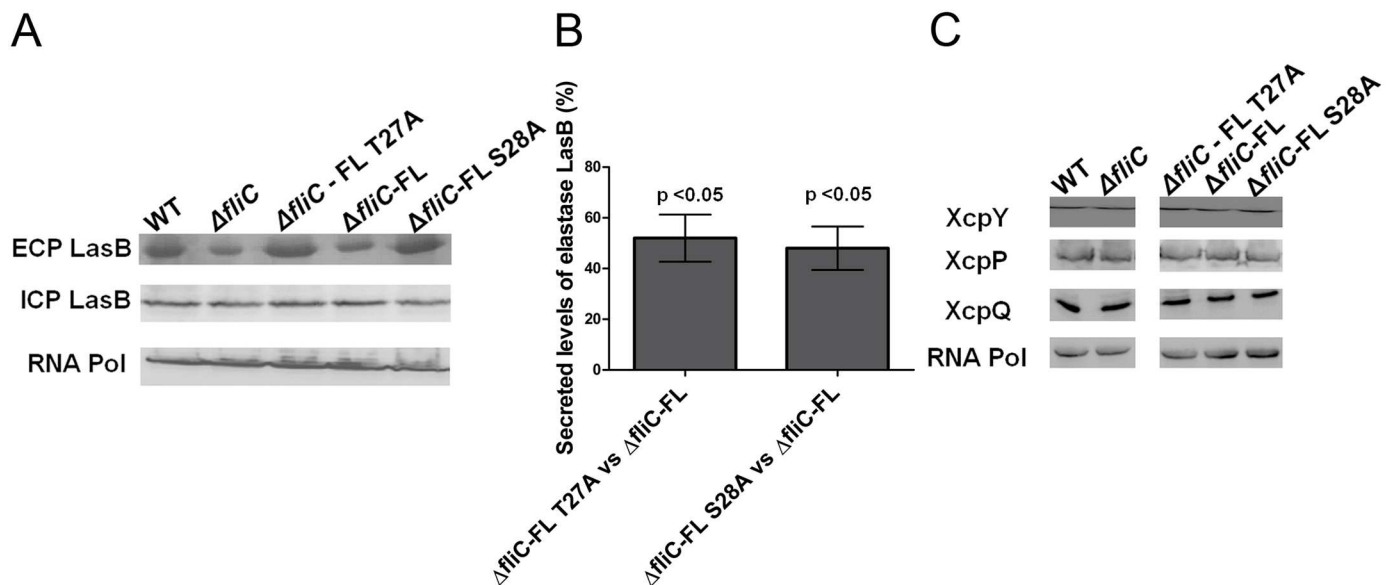 A
WT
ΔfliC
ΔfliC - FL T27A
ΔfliC-FL
ΔfliC-FL S28A
ECP LasB
ICP LasB
RNA Pol
B
Secreted levels of elastase LasB (%)
80
60
40
20
0
p <0.05
p <0.05
ΔfliC-FL T27A vs ΔfliC-FL
ΔfliC-FL S28A vs ΔfliC-FL
C
WT
ΔfliC
ΔfliC - FL T27A
ΔfliC-FL
ΔfliC-FL S28A
XcpY
XcpP
XcpQ
RNA Pol